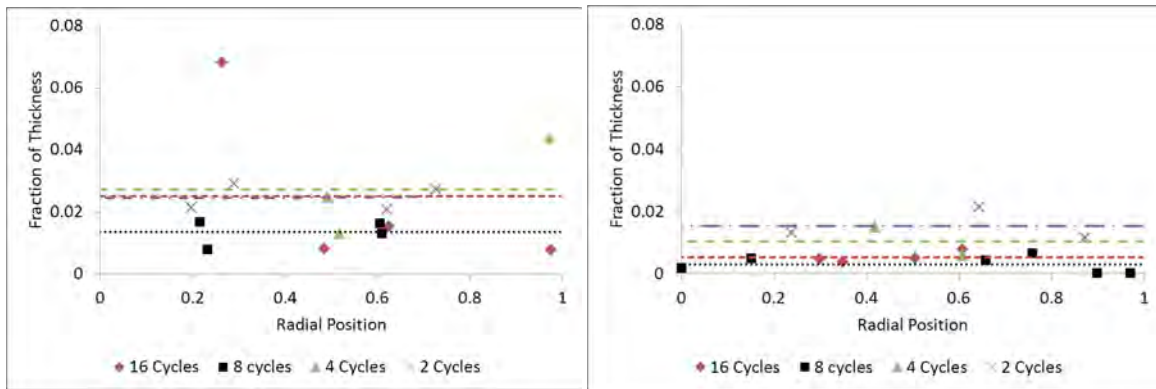 0.08
0.06
0.04
0.02
0
Fraction of Thickness
0 0.2 0.4 0.6 0.8 1
Radial Position
16 Cycles 8 cycles 4 Cycles 2 Cycles
0.08
0.06
0.04
0.02
0
Fraction of Thickness
0 0.2 0.4 0.6 0.8 1
Radial Position
16 Cycles 8 cycles 4 Cycles 2 Cycles